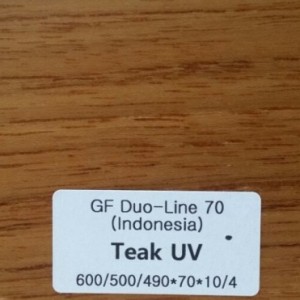 GF Duo-Line 70
(Indonesia)
Teak UV
600/500/490*70*10/4